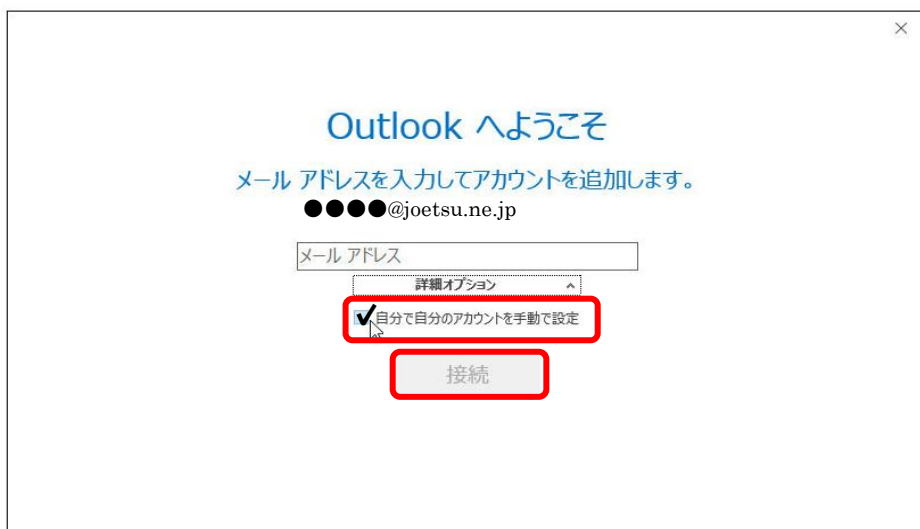 Outlook へようこそ
メール アドレスを入力してアカウントを追加します。
●●●●@joetsu.ne.jp
メール アドレス
詳細オプション
自分で自分のアカウントを手動で設定
接続